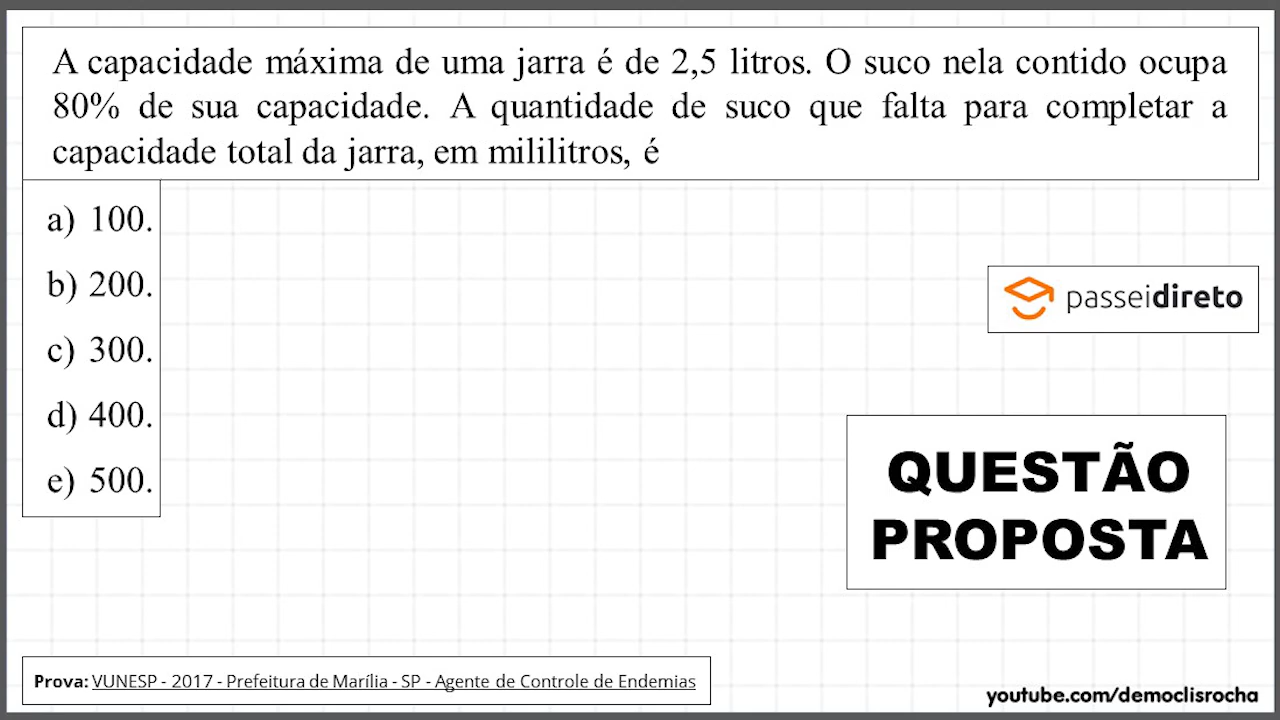 A capacidade máxima de uma jarra é de 2,5 litros. O suco nela contido ocupa
80% de sua capacidade. A quantidade de suco que falta para completar a
capacidade total da jarra, em mililitros, é
a) 100.
b) 200.
c) 300.
d) 400.
e) 500.
passeidireto
QUESTÃO
PROPOSTA
Prova: VUNESP - 2017 - Prefeitura de Marília - SP - Agente de Controle de Endemias
youtube.com/democlisrocha